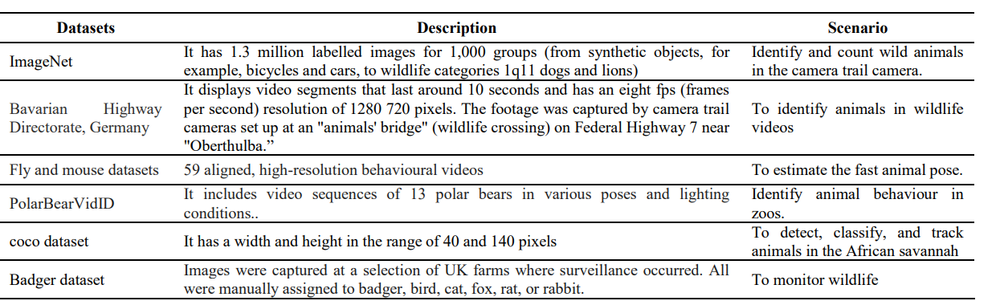 Datasets Description Scenario
ImageNet
It has 1.3 million labelled images for 1,000 groups (from synthetic objects, for
example, bicycles and cars, to wildlife categories 1q11 dogs and lions)
Identify and count wild animals
in the camera trail camera.
Bavarian Highway
Directorate, Germany
It displays video segments that last around 10 seconds and has an eight fps (frames
per second) resolution of 1280 720 pixels. The footage was captured by camera trail
cameras set up at an "animals' bridge" (wildlife crossing) on Federal Highway 7 near
"Oberthulba.”
To identify animals in wildlife
videos
Fly and mouse datasets
59 aligned, high-resolution behavioural videos
To estimate the fast animal pose.
PolarBearVidID
It includes video sequences of 13 polar bears in various poses and lighting
conditions..
Identify animal behaviour in
zoos.
coco dataset
It has a width and height in the range of 40 and 140 pixels
To detect, classify, and track
animals in the African savannah
Badger dataset
Images were captured at a selection of UK farms where surveillance occurred. All
were manually assigned to badger, bird, cat, fox, rat, or rabbit.
To monitor wildlife